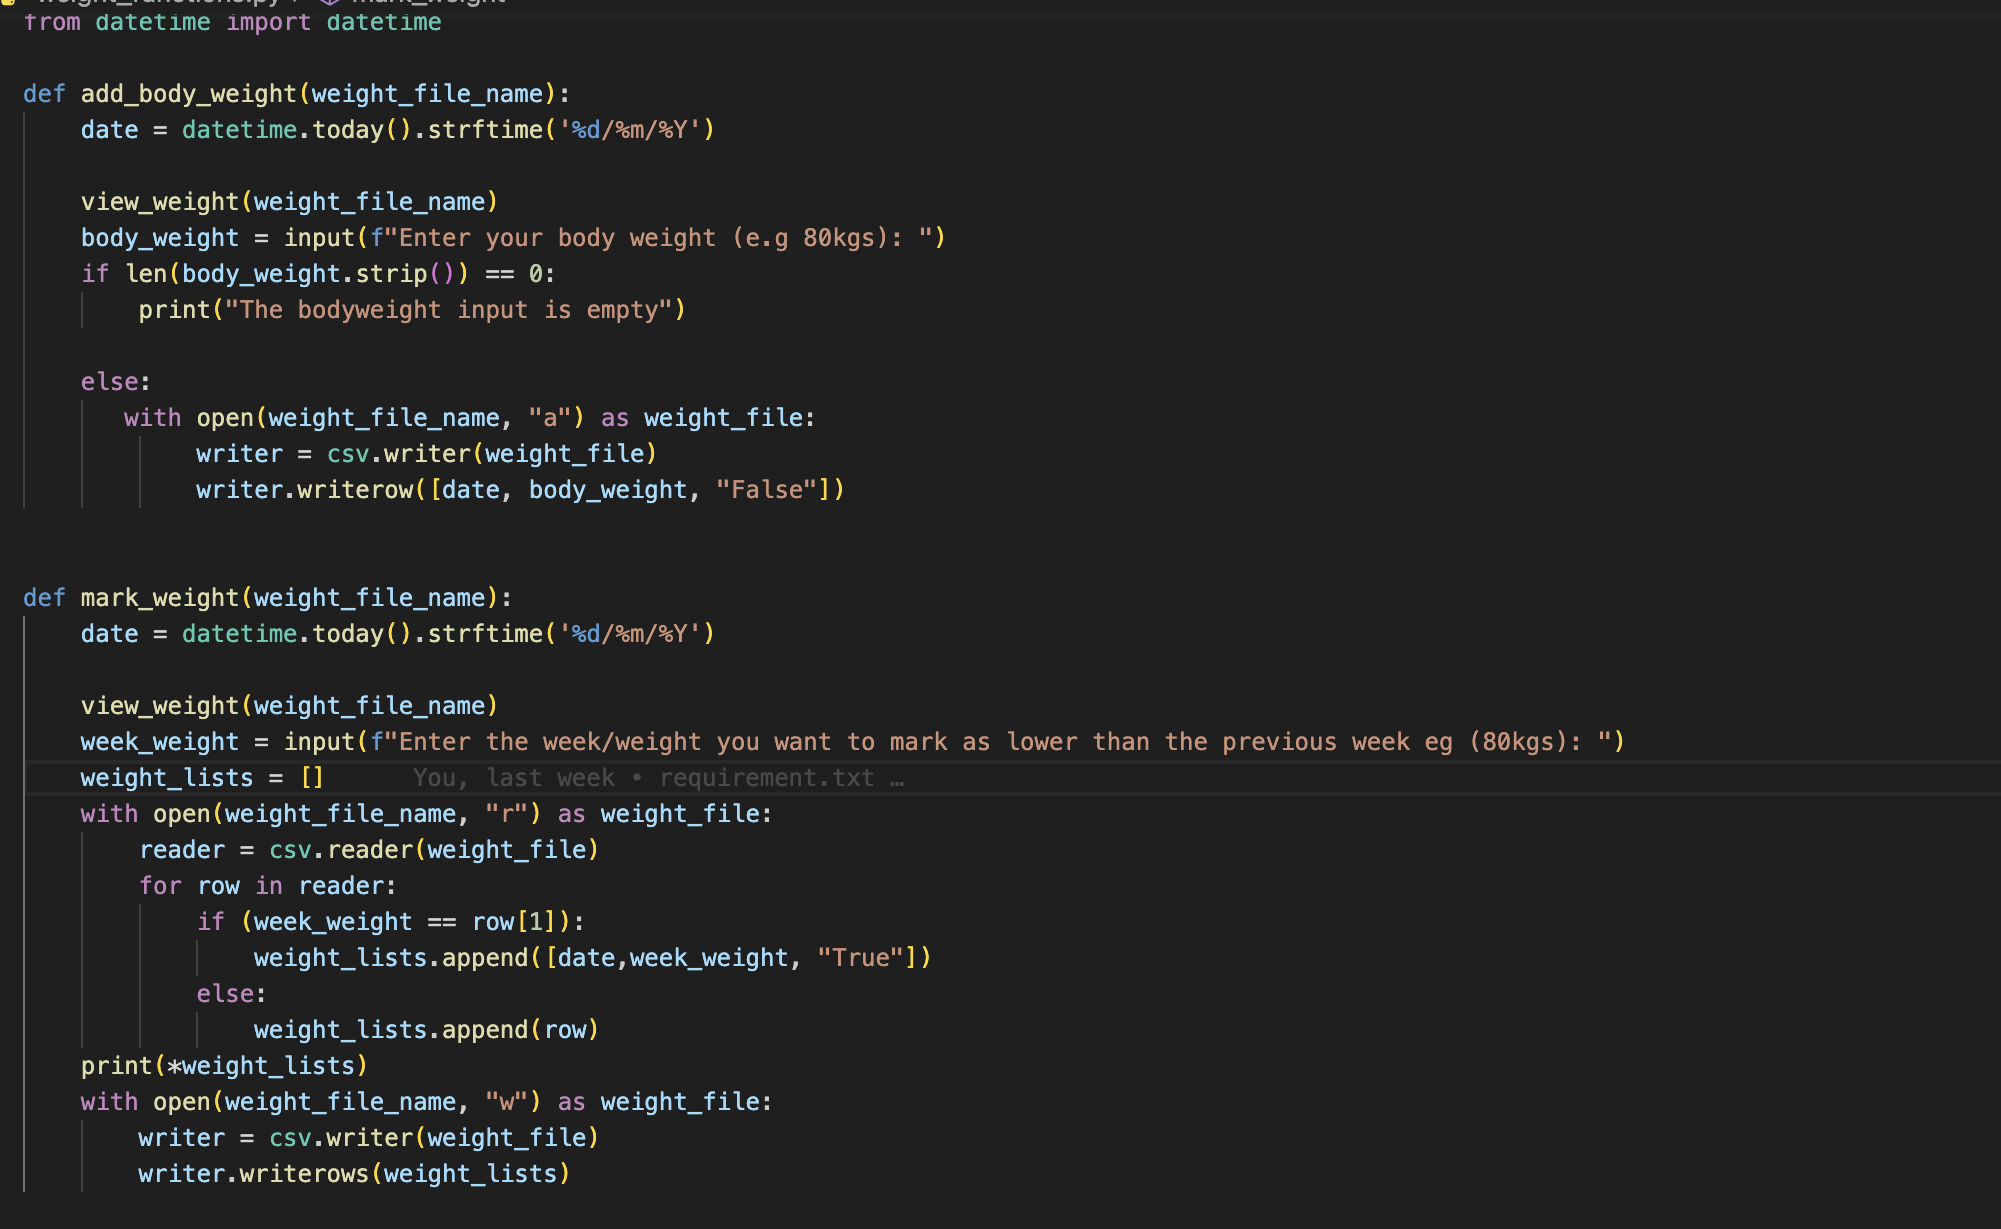 weight_functions.py > mark_weight
from datetime import datetime
def add_body_weight(weight_file_name):
date = datetime.today().strftime('%d/%m/%Y')
view_weight(weight_file_name)
body_weight = input(f"Enter your body weight (e.g 80kgs): ")
if len(body_weight.strip()) == 0:
print("The bodyweight input is empty")
else:
with open(weight_file_name, "a") as weight_file:
writer = csv.writer(weight_file)
writer.writerow([date, body_weight, "False"])
def mark_weight(weight_file_name):
date = datetime.today().strftime('%d/%m/%Y')
view_weight(weight_file_name)
week_weight = input(f"Enter the week/weight you want to mark as lower than the previous week eg (80kgs): ")
weight_lists = [] You, last week • requirement.txt …
with open(weight_file_name, "r") as weight_file:
reader = csv.reader(weight_file)
for row in reader:
if (week_weight == row[1]):
weight_lists.append([date,week_weight, "True"])
else:
weight_lists.append(row)
print(*weight_lists)
with open(weight_file_name, "w") as weight_file:
writer = csv.writer(weight_file)
writer.writerows(weight_lists)